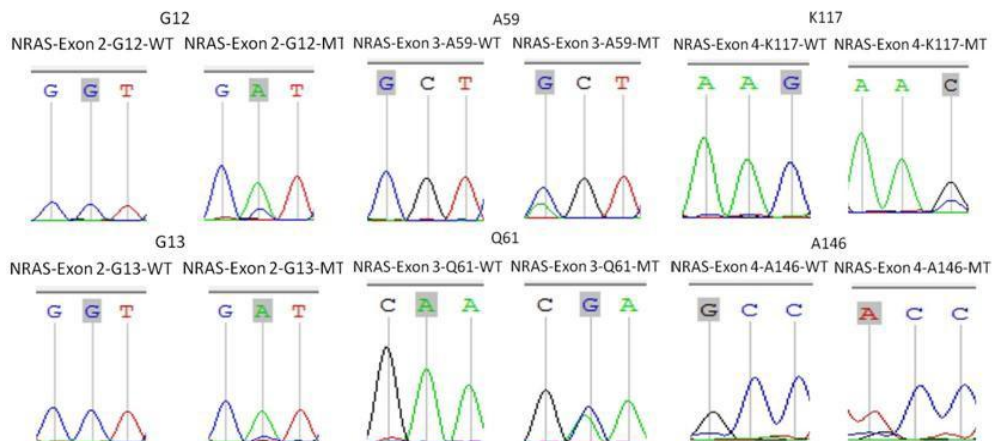 G12 A59 K117
NRAS-Exon 2-G12-WT NRAS-Exon 2-G12-MT NRAS-Exon 3-A59-WT NRAS-Exon 3-A59-MT NRAS-Exon 4-K117-WT NRAS-Exon 4-K117-MT
G G T G A T G C T G C T A A G A A C
G13 Q61 A146
NRAS-Exon 2-G13-WT NRAS-Exon 2-G13-MT NRAS-Exon 3-Q61-WT NRAS-Exon 3-Q61-MT NRAS-Exon 4-A146-WT NRAS-Exon 4-A146-MT
G G T G A T C A A C G A G C C A C C